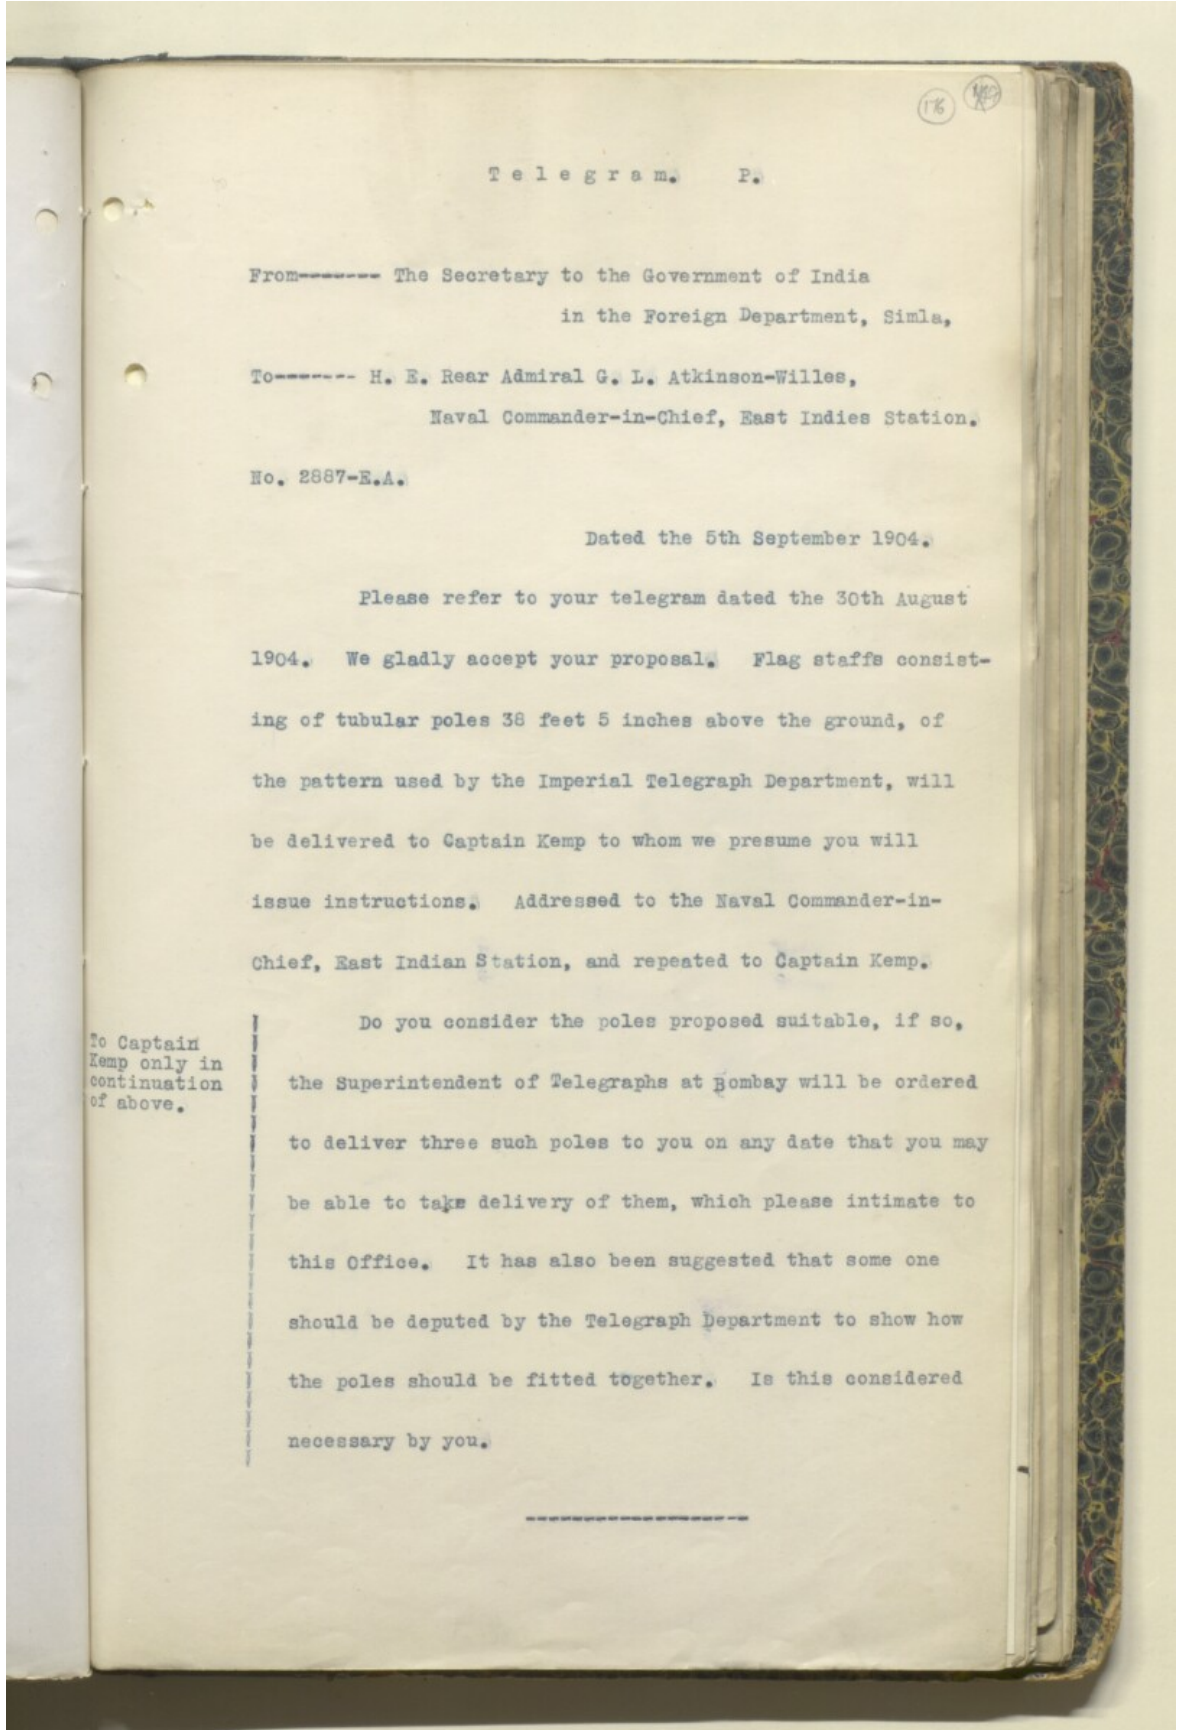 176
Telegram. P.
From------- The Secretary to the Government of India
in the Foreign Department, Simla,
To------- H. E. Rear Admiral G. L. Atkinson-Willes,
Naval Commander-in-Chief, East Indies Station.
No. 2887-E.A.
Dated the 5th September 1904.
Please refer to your telegram dated the 30th August
1904. We gladly accept your proposal. Flag staffs consist-
ing of tubular poles 38 feet 5 inches above the ground, of
the pattern used by the Imperial Telegraph Department, will
be delivered to Captain Kemp to whom we presume you will
issue instructions. Addressed to the Naval Commander-in-
Chief, East Indian Station, and repeated to Captain Kemp.
To Captain
Kemp only in
continuation
of above.
Do you consider the poles proposed suitable, if so,
the Superintendent of Telegraphs at Bombay will be ordered
to deliver three such poles to you on any date that you may
be able to take delivery of them, which please intimate to
this Office. It has also been suggested that some one
should be deputed by the Telegraph Department to show how
the poles should be fitted together. Is this considered
necessary by you.